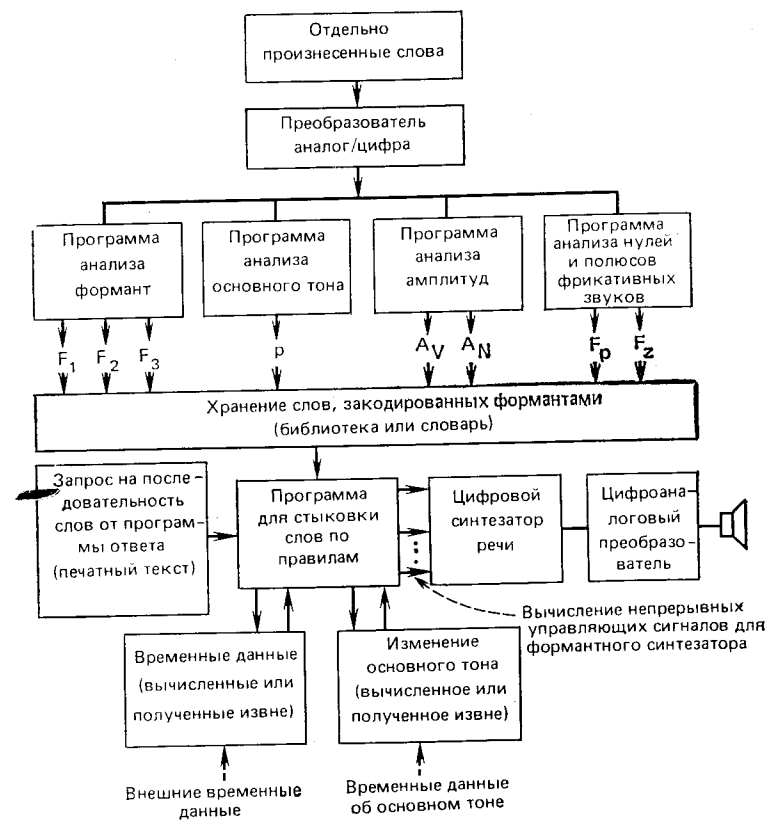 Отдельно
произнесенные слова
Преобразователь
аналог/цифра
Программа
анализа
формант
Программа
анализа
основного тона
Программа
анализа
амплитуд
Программа
анализа нулей
и полюсов
фрикативных
звуков
F₁ F₂ F₃
p
A_V A_N
F_p F_z
Хранение слов, закодированных формантами
(библиотека или словарь)
Запрос на после-
довательность
слов от програм-
мы ответа
(печатный текст)
Программа
для стыковки
слов по
правилам
Цифровой
синтезатор
речи
Цифроана-
логовый
преобразо-
ватель
Вычисление непрерывных
управляющих сигналов для
формантного синтезатора
Временные данные
(вычисленные или
полученные извне)
Изменение
основного тона
(вычисленное или
полученное извне)
Внешние временные
данные
Временные данные
об основном тоне